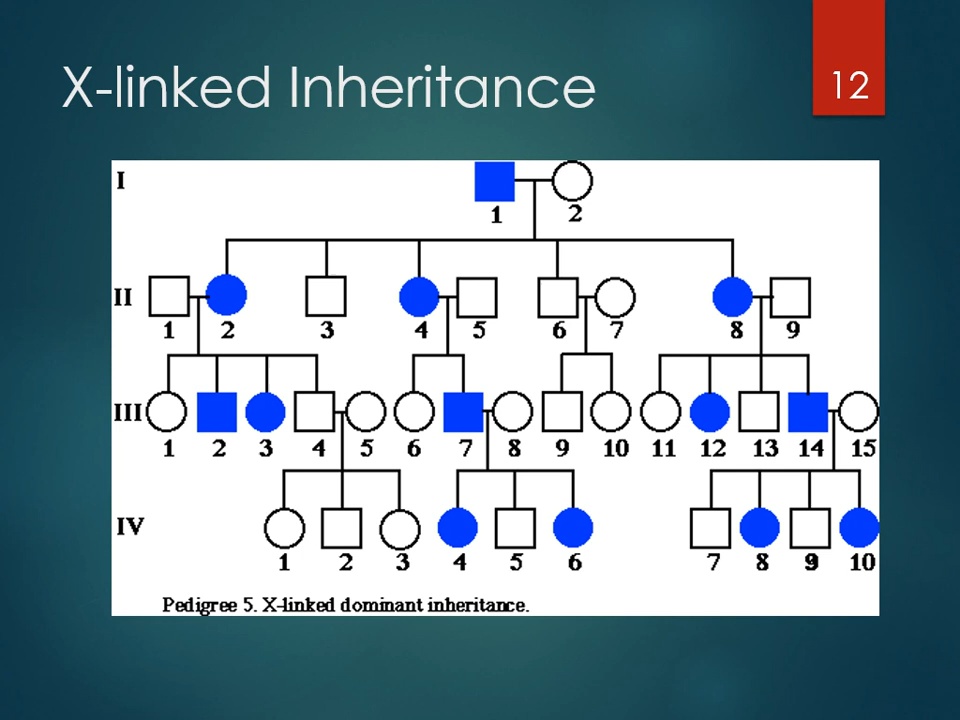 X-linked Inheritance
12
I
1 2
II
1 2 3 4 5 6 7 8 9
III
1 2 3 4 5 6 7 8 9 10 11 12 13 14 15
IV
1 2 3 4 5 6 7 8 9 10
Pedigree 5. X-linked dominant inheritance.